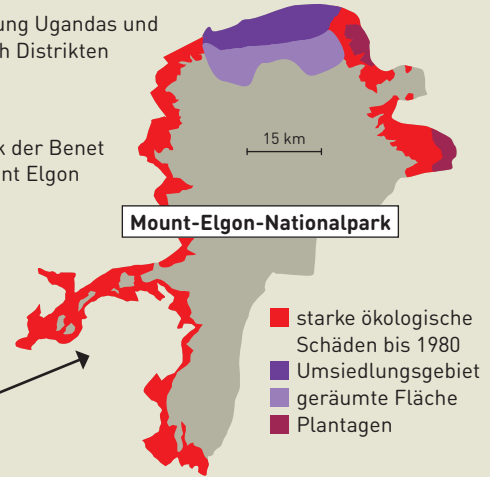 ung Ugandas und
h Distrikten
k der Benet
nt Elgon
15 km
Mount-Elgon-Nationalpark
starke ökologische
Schäden bis 1980
Umsiedlungsgebiet
geräumte Fläche
Plantagen